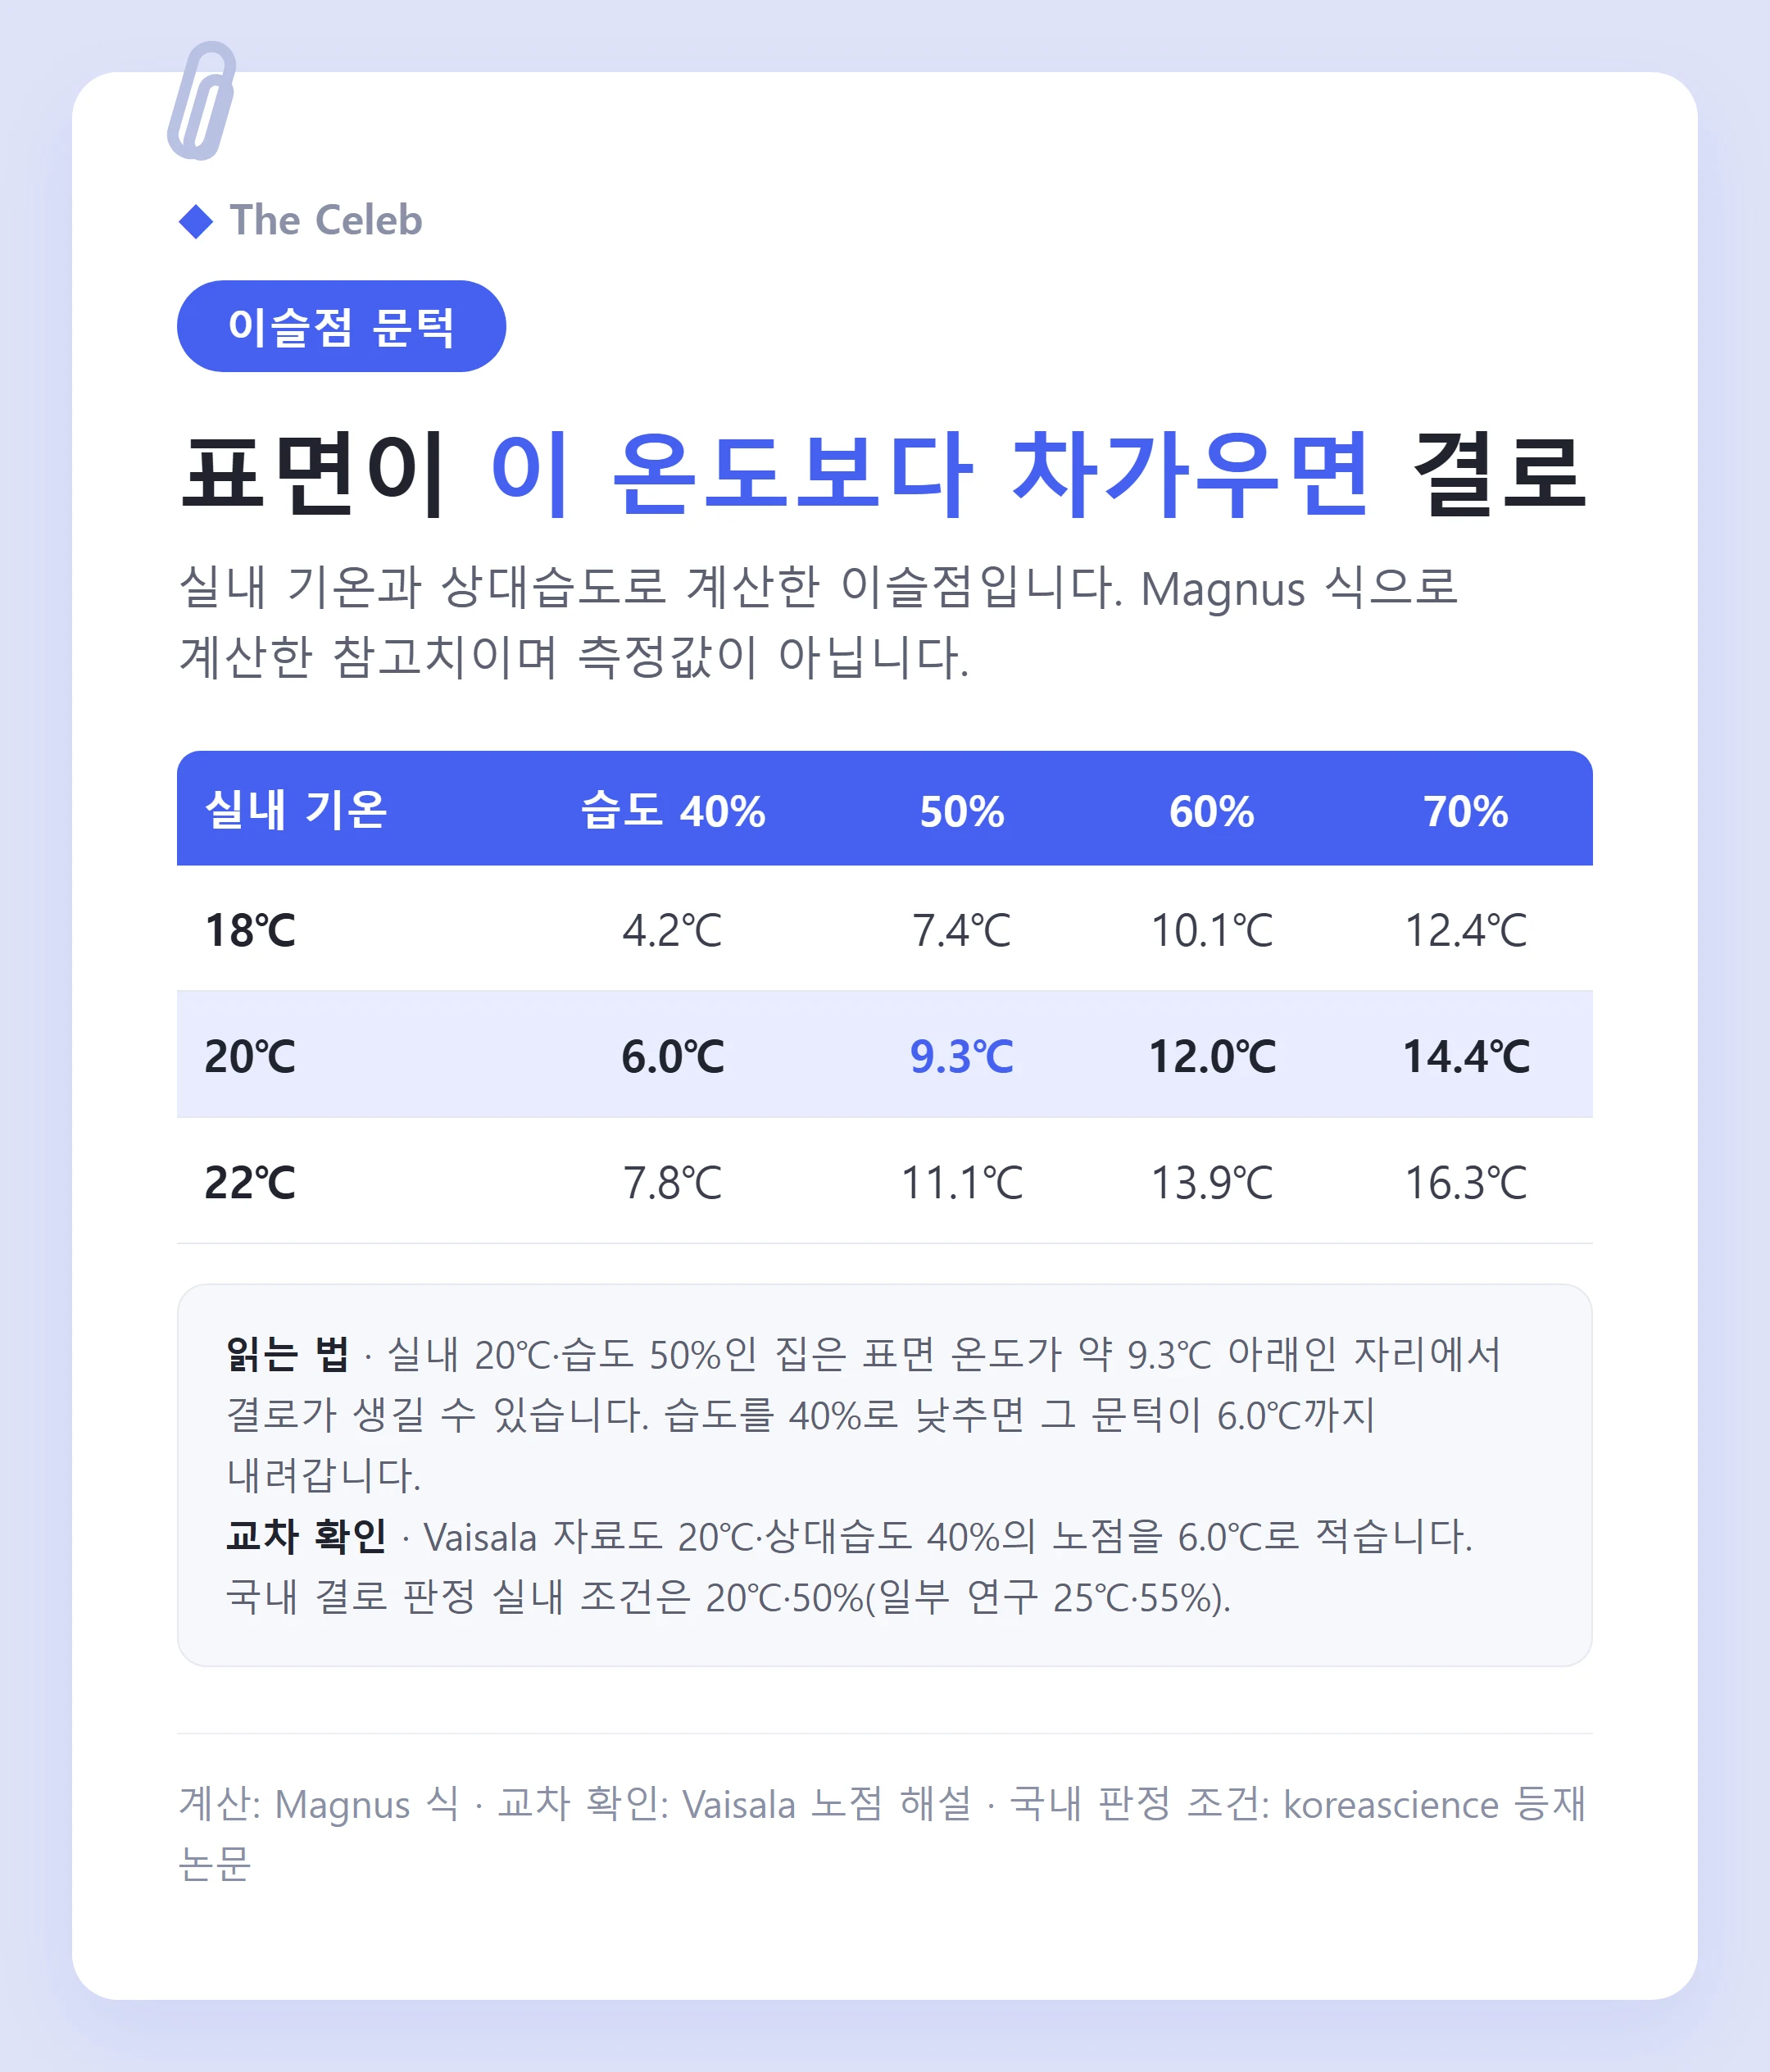 The Celeb
이슬점 문턱
표면이 이 온도보다 차가우면 결로
실내 기온과 상대습도로 계산한 이슬점입니다. Magnus 식으로
계산한 참고치이며 측정값이 아닙니다.
실내 기온 습도 40% 50% 60% 70%
18℃ 4.2℃ 7.4℃ 10.1℃ 12.4℃
20℃ 6.0℃ 9.3℃ 12.0℃ 14.4℃
22℃ 7.8℃ 11.1℃ 13.9℃ 16.3℃
읽는 법 · 실내 20℃·습도 50%인 집은 표면 온도가 약 9.3℃ 아래인 자리에서
결로가 생길 수 있습니다. 습도를 40%로 낮추면 그 문턱이 6.0℃까지
내려갑니다.
교차 확인 · Vaisala 자료도 20℃·상대습도 40%의 노점을 6.0℃로 적습니다.
국내 결로 판정 실내 조건은 20℃·50%(일부 연구 25℃·55%).
계산: Magnus 식 · 교차 확인: Vaisala 노점 해설 · 국내 판정 조건: koreascience 등재
논문